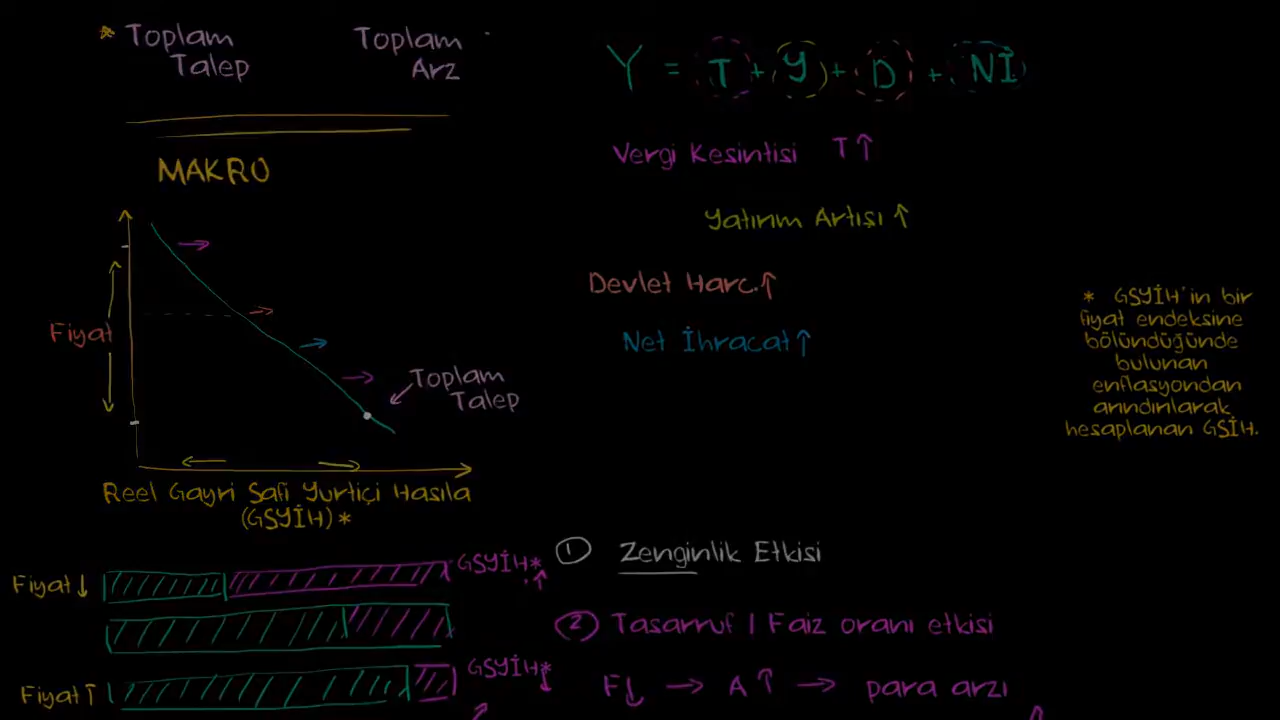 * Toplam Talep
Toplam Arz
MAKRO
Fiyat
Toplam Talep
Reel Gayri Safi Yurtiçi Hasıla
(GSYİH)*
Fiyat↓
GSYİH*↑
Fiyat↑
GSYİH*↓
Y = T + Y + D + Nİ
Vergi Kesintisi T↑
Yatırım Artışı ↑
Devlet Harc.↑
Net İhracat↑
* GSYİH'in bir
fiyat endeksine
bölündüğünde
bulunan
enflasyondan
arındırılarak
hesaplanan GSİH.
① Zenginlik Etkisi
② Tasarruf / Faiz oranı etkisi
F↓ → A↑ → para arzı